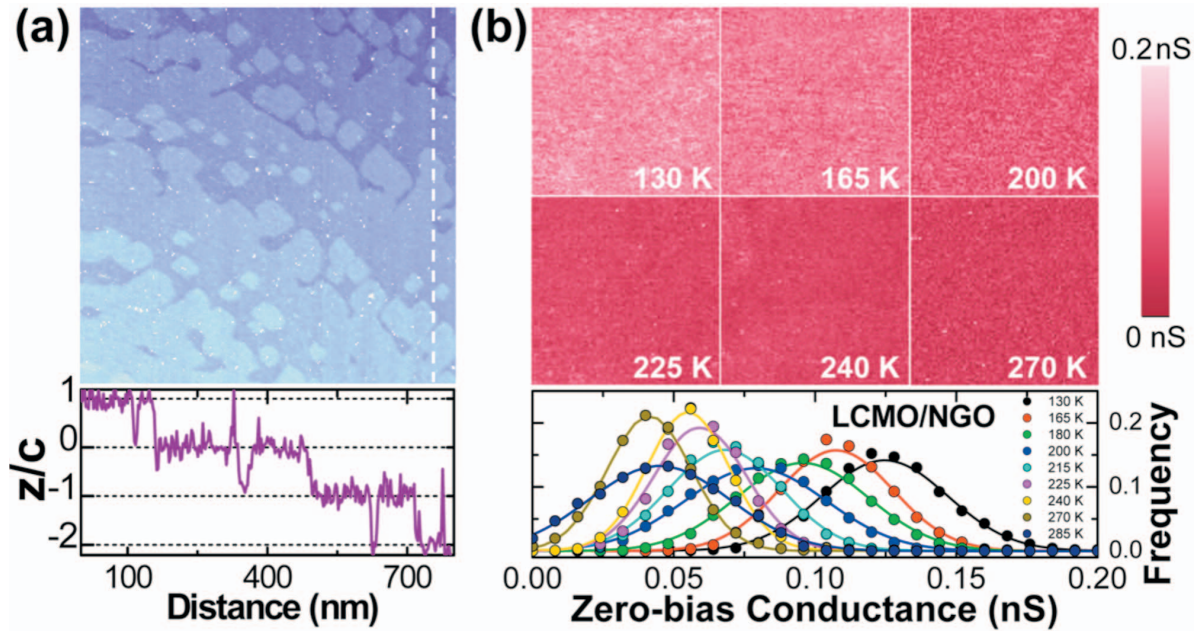 (a)
z/c
1
0
-1
-2
100 400 700
Distance (nm)
(b)
130 K 165 K 200 K
225 K 240 K 270 K
0.2 nS
0 nS
LCMO/NGO
130 K
165 K
180 K
200 K
215 K
225 K
240 K
270 K
285 K
0.2
0.1
0.0
Frequency
0.00 0.05 0.10 0.15 0.20
Zero-bias Conductance (nS)